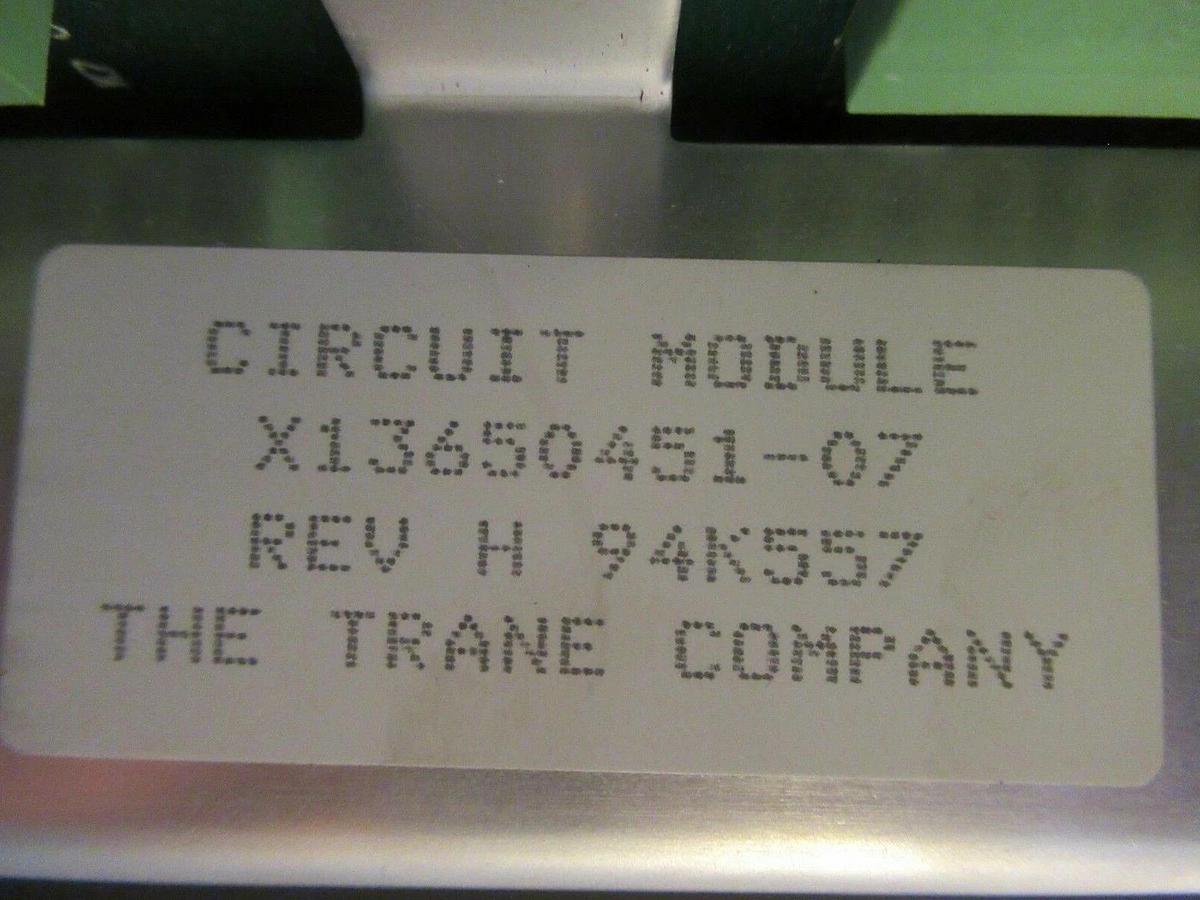 CIRCUIT MODULE
X13650451-07
REV H 94K557
THE TRANE COMPANY